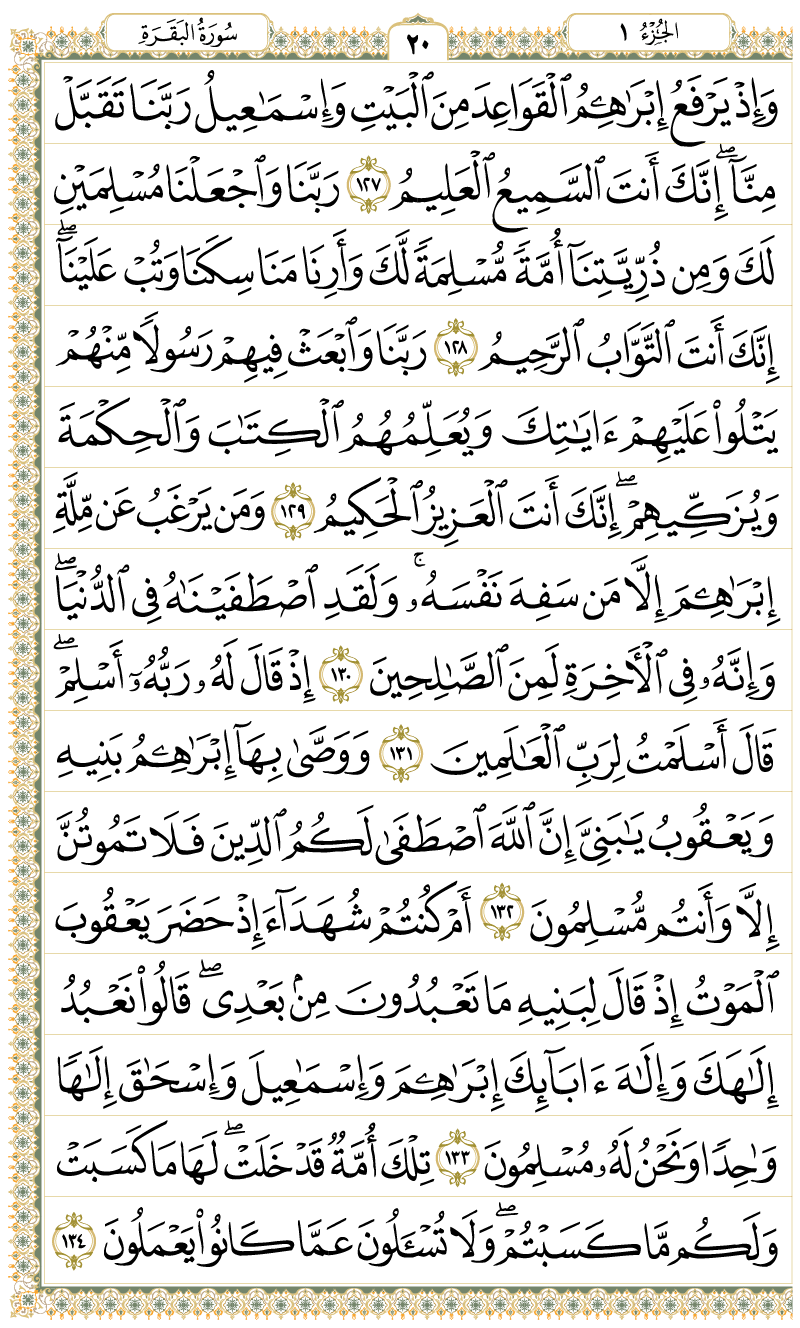 الجُزْءُ ١
٢٠
سُورَةُ البَقَرَةِ
وَإِذْ يَرْفَعُ إِبْرَٰهِـۧمُ ٱلْقَوَاعِدَ مِنَ ٱلْبَيْتِ وَإِسْمَـٰعِيلُ رَبَّنَا تَقَبَّلْ
مِنَّآ ۖ إِنَّكَ أَنتَ ٱلسَّمِيعُ ٱلْعَلِيمُ ١٢٧ رَبَّنَا وَٱجْعَلْنَا مُسْلِمَيْنِ
لَكَ وَمِن ذُرِّيَّتِنَآ أُمَّةً مُّسْلِمَةً لَّكَ وَأَرِنَا مَنَاسِكَنَا وَتُبْ عَلَيْنَآ ۖ
إِنَّكَ أَنتَ ٱلتَّوَّابُ ٱلرَّحِيمُ ١٢٨ رَبَّنَا وَٱبْعَثْ فِيهِمْ رَسُولًا مِّنْهُمْ
يَتْلُوا۟ عَلَيْهِمْ ءَايَـٰتِكَ وَيُعَلِّمُهُمُ ٱلْكِتَـٰبَ وَٱلْحِكْمَةَ
وَيُزَكِّيهِمْ ۖ إِنَّكَ أَنتَ ٱلْعَزِيزُ ٱلْحَكِيمُ ١٢٩ وَمَن يَرْغَبُ عَن مِّلَّةِ
إِبْرَٰهِـۧمَ إِلَّا مَن سَفِهَ نَفْسَهُۥ ۚ وَلَقَدِ ٱصْطَفَيْنَـٰهُ فِى ٱلدُّنْيَا ۖ
وَإِنَّهُۥ فِى ٱلْـَٔاخِرَةِ لَمِنَ ٱلصَّـٰلِحِينَ ١٣٠ إِذْ قَالَ لَهُۥ رَبُّهُۥٓ أَسْلِمْ ۖ
قَالَ أَسْلَمْتُ لِرَبِّ ٱلْعَـٰلَمِينَ ١٣١ وَوَصَّىٰ بِهَآ إِبْرَٰهِـۧمُ بَنِيهِ
وَيَعْقُوبُ يَـٰبَنِىَّ إِنَّ ٱللَّهَ ٱصْطَفَىٰ لَكُمُ ٱلدِّينَ فَلَا تَمُوتُنَّ
إِلَّا وَأَنتُم مُّسْلِمُونَ ١٣٢ أَمْ كُنتُمْ شُهَدَآءَ إِذْ حَضَرَ يَعْقُوبَ
ٱلْمَوْتُ إِذْ قَالَ لِبَنِيهِ مَا تَعْبُدُونَ مِنۢ بَعْدِى ۖ قَالُوا۟ نَعْبُدُ
إِلَـٰهَكَ وَإِلَـٰهَ ءَابَآئِكَ إِبْرَٰهِـۧمَ وَإِسْمَـٰعِيلَ وَإِسْحَـٰقَ إِلَـٰهًا
وَٰحِدًا وَنَحْنُ لَهُۥ مُسْلِمُونَ ١٣٣ تِلْكَ أُمَّةٌ قَدْ خَلَتْ ۖ لَهَا مَا كَسَبَتْ
وَلَكُم مَّا كَسَبْتُمْ ۖ وَلَا تُسْـَٔلُونَ عَمَّا كَانُوا۟ يَعْمَلُونَ ١٣٤